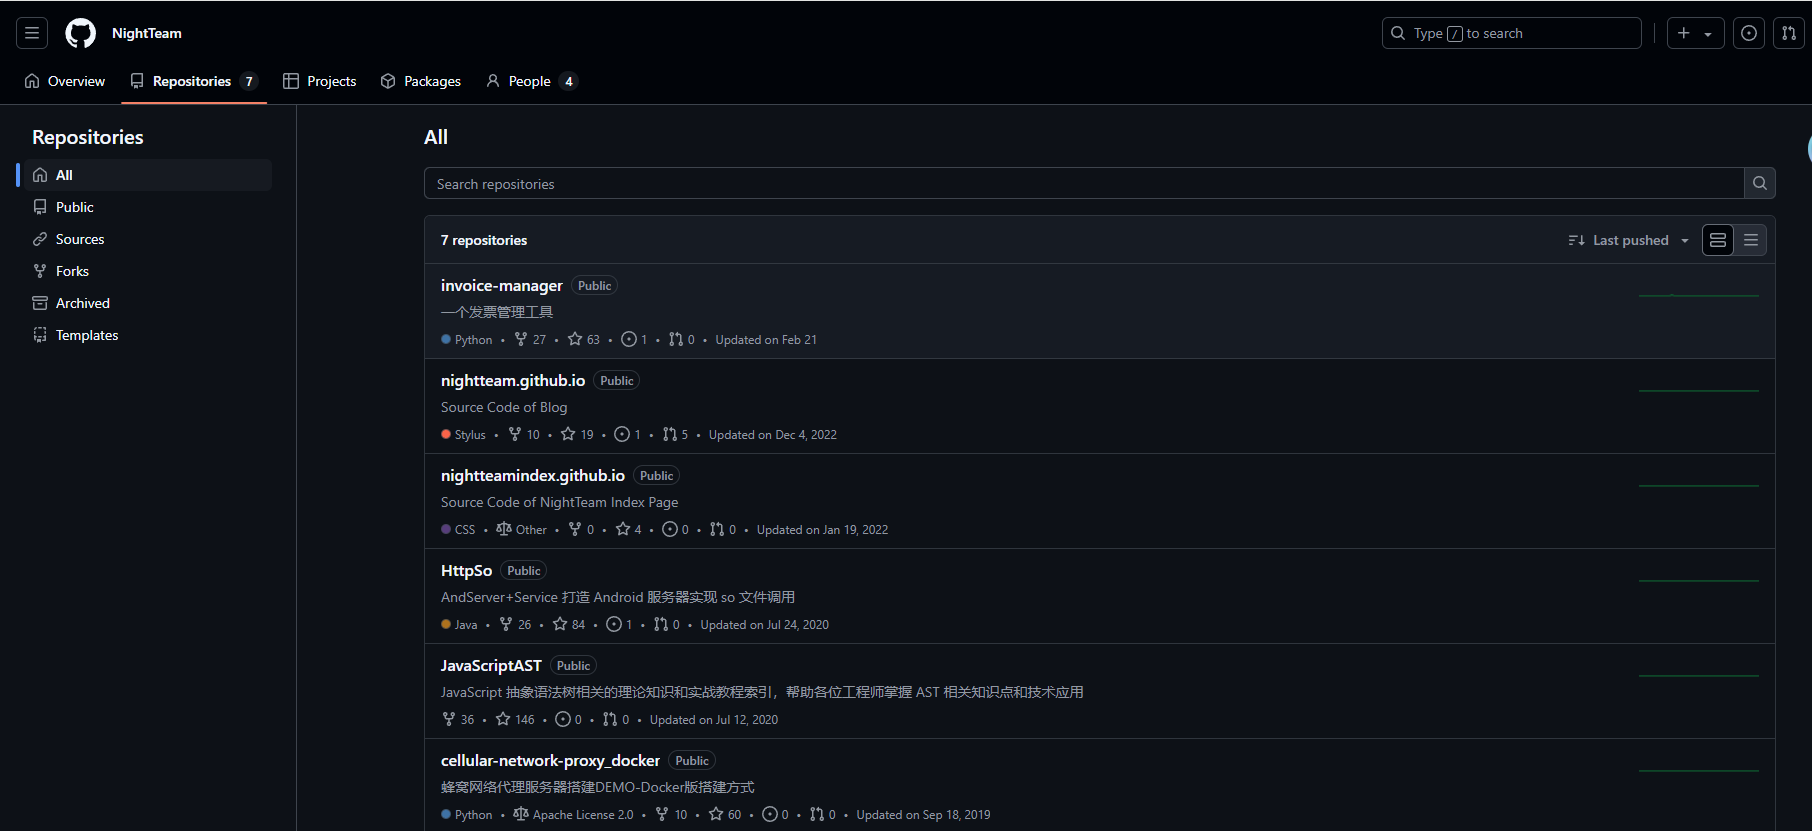 NightTeam
Type / to search
Overview
Repositories 7
Projects
Packages
People 4
Repositories
All
Public
Sources
Forks
Archived
Templates
All
Search repositories
7 repositories
Last pushed
invoice-manager Public
一个发票管理工具
Python • 27 • 63 • 1 • 0 • Updated on Feb 21
nightteam.github.io Public
Source Code of Blog
Stylus • 10 • 19 • 1 • 5 • Updated on Dec 4, 2022
nightteamindex.github.io Public
Source Code of NightTeam Index Page
CSS • Other • 0 • 4 • 0 • 0 • Updated on Jan 19, 2022
HttpSo Public
AndServer+Service 打造 Android 服务器实现 so 文件调用
Java • 26 • 84 • 1 • 0 • Updated on Jul 24, 2020
JavaScriptAST Public
JavaScript 抽象语法树相关的理论知识和实战教程索引，帮助各位工程师掌握 AST 相关知识点和技术应用
36 • 146 • 0 • 0 • Updated on Jul 12, 2020
cellular-network-proxy_docker Public
蜂窝网络代理服务器搭建DEMO-Docker版搭建方式
Python • Apache License 2.0 • 10 • 60 • 0 • 0 • Updated on Sep 18, 2019